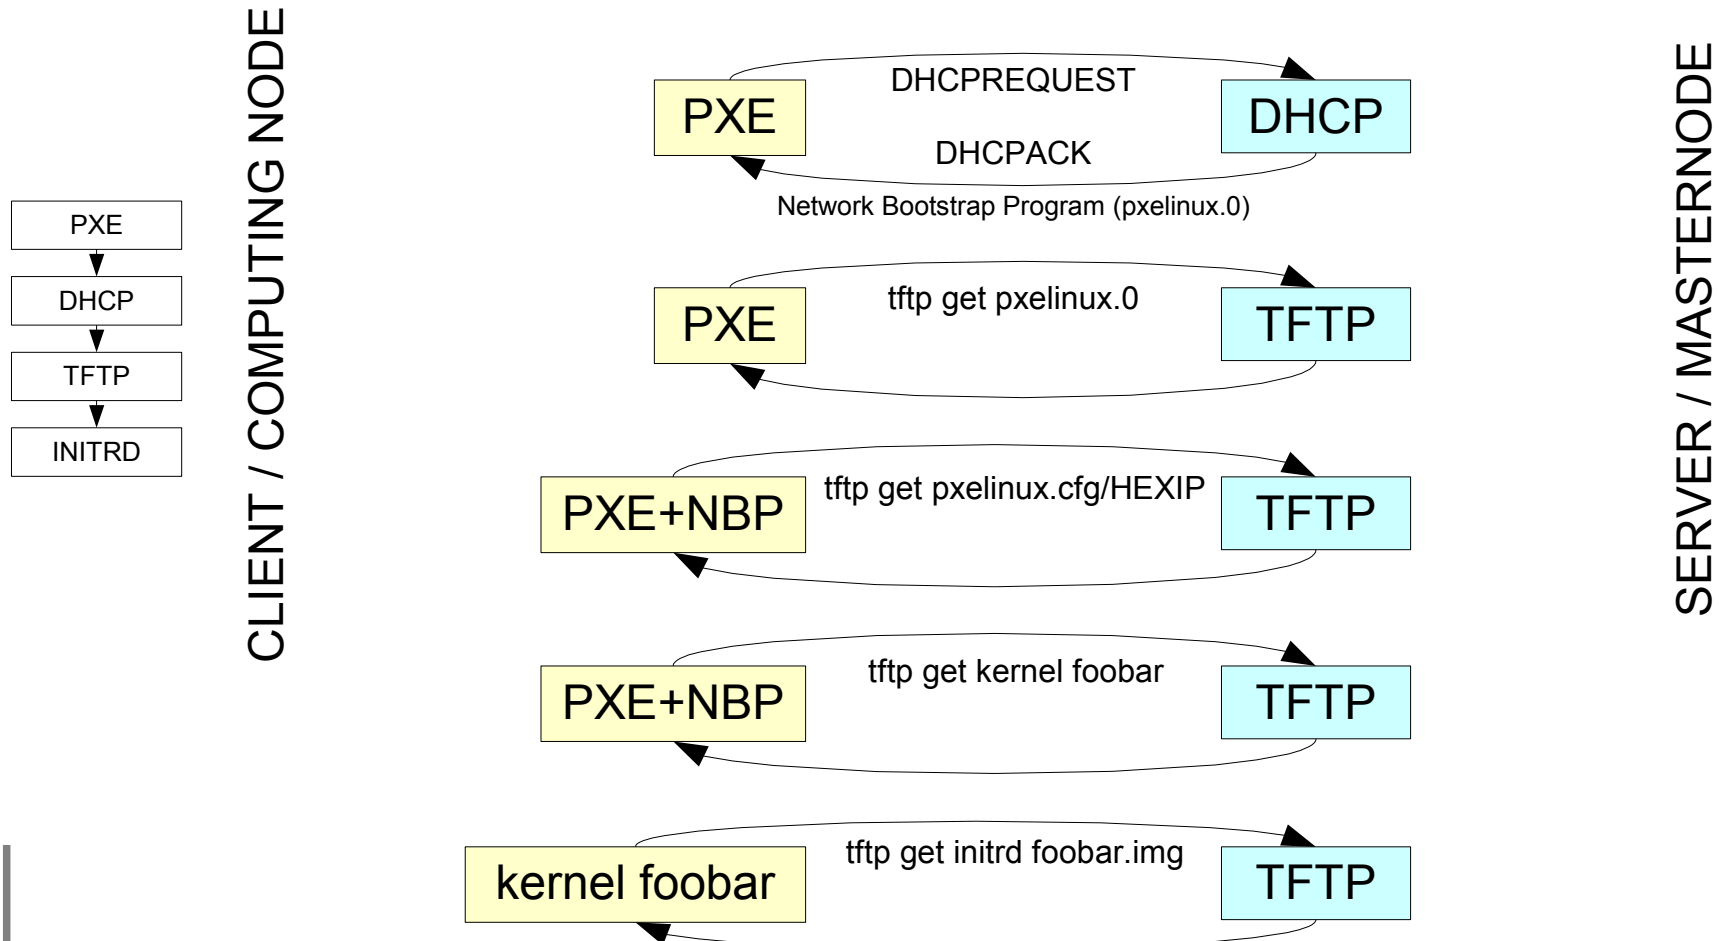 PXE
DHCP
TFTP
INITRD
CLIENT / COMPUTING NODE
PXE
DHCPREQUEST
DHCP
DHCPACK
Network Bootstrap Program (pxelinux.0)
PXE
tftp get pxelinux.0
TFTP
PXE+NBP
tftp get pxelinux.cfg/HEXIP
TFTP
PXE+NBP
tftp get kernel foobar
TFTP
kernel foobar
tftp get initrd foobar.img
TFTP
SERVER / MASTERNODE